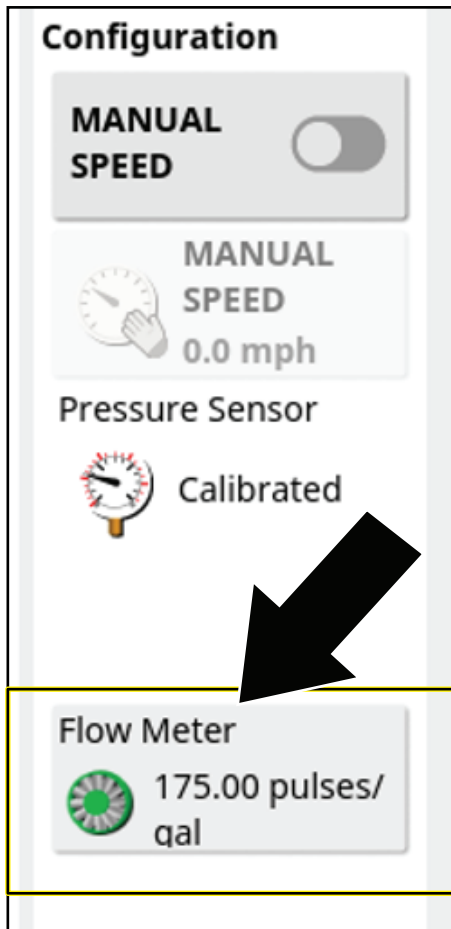 Configuration
MANUAL
SPEED
MANUAL
SPEED
0.0 mph
Pressure Sensor
Calibrated
Flow Meter
175.00 pulses/
gal